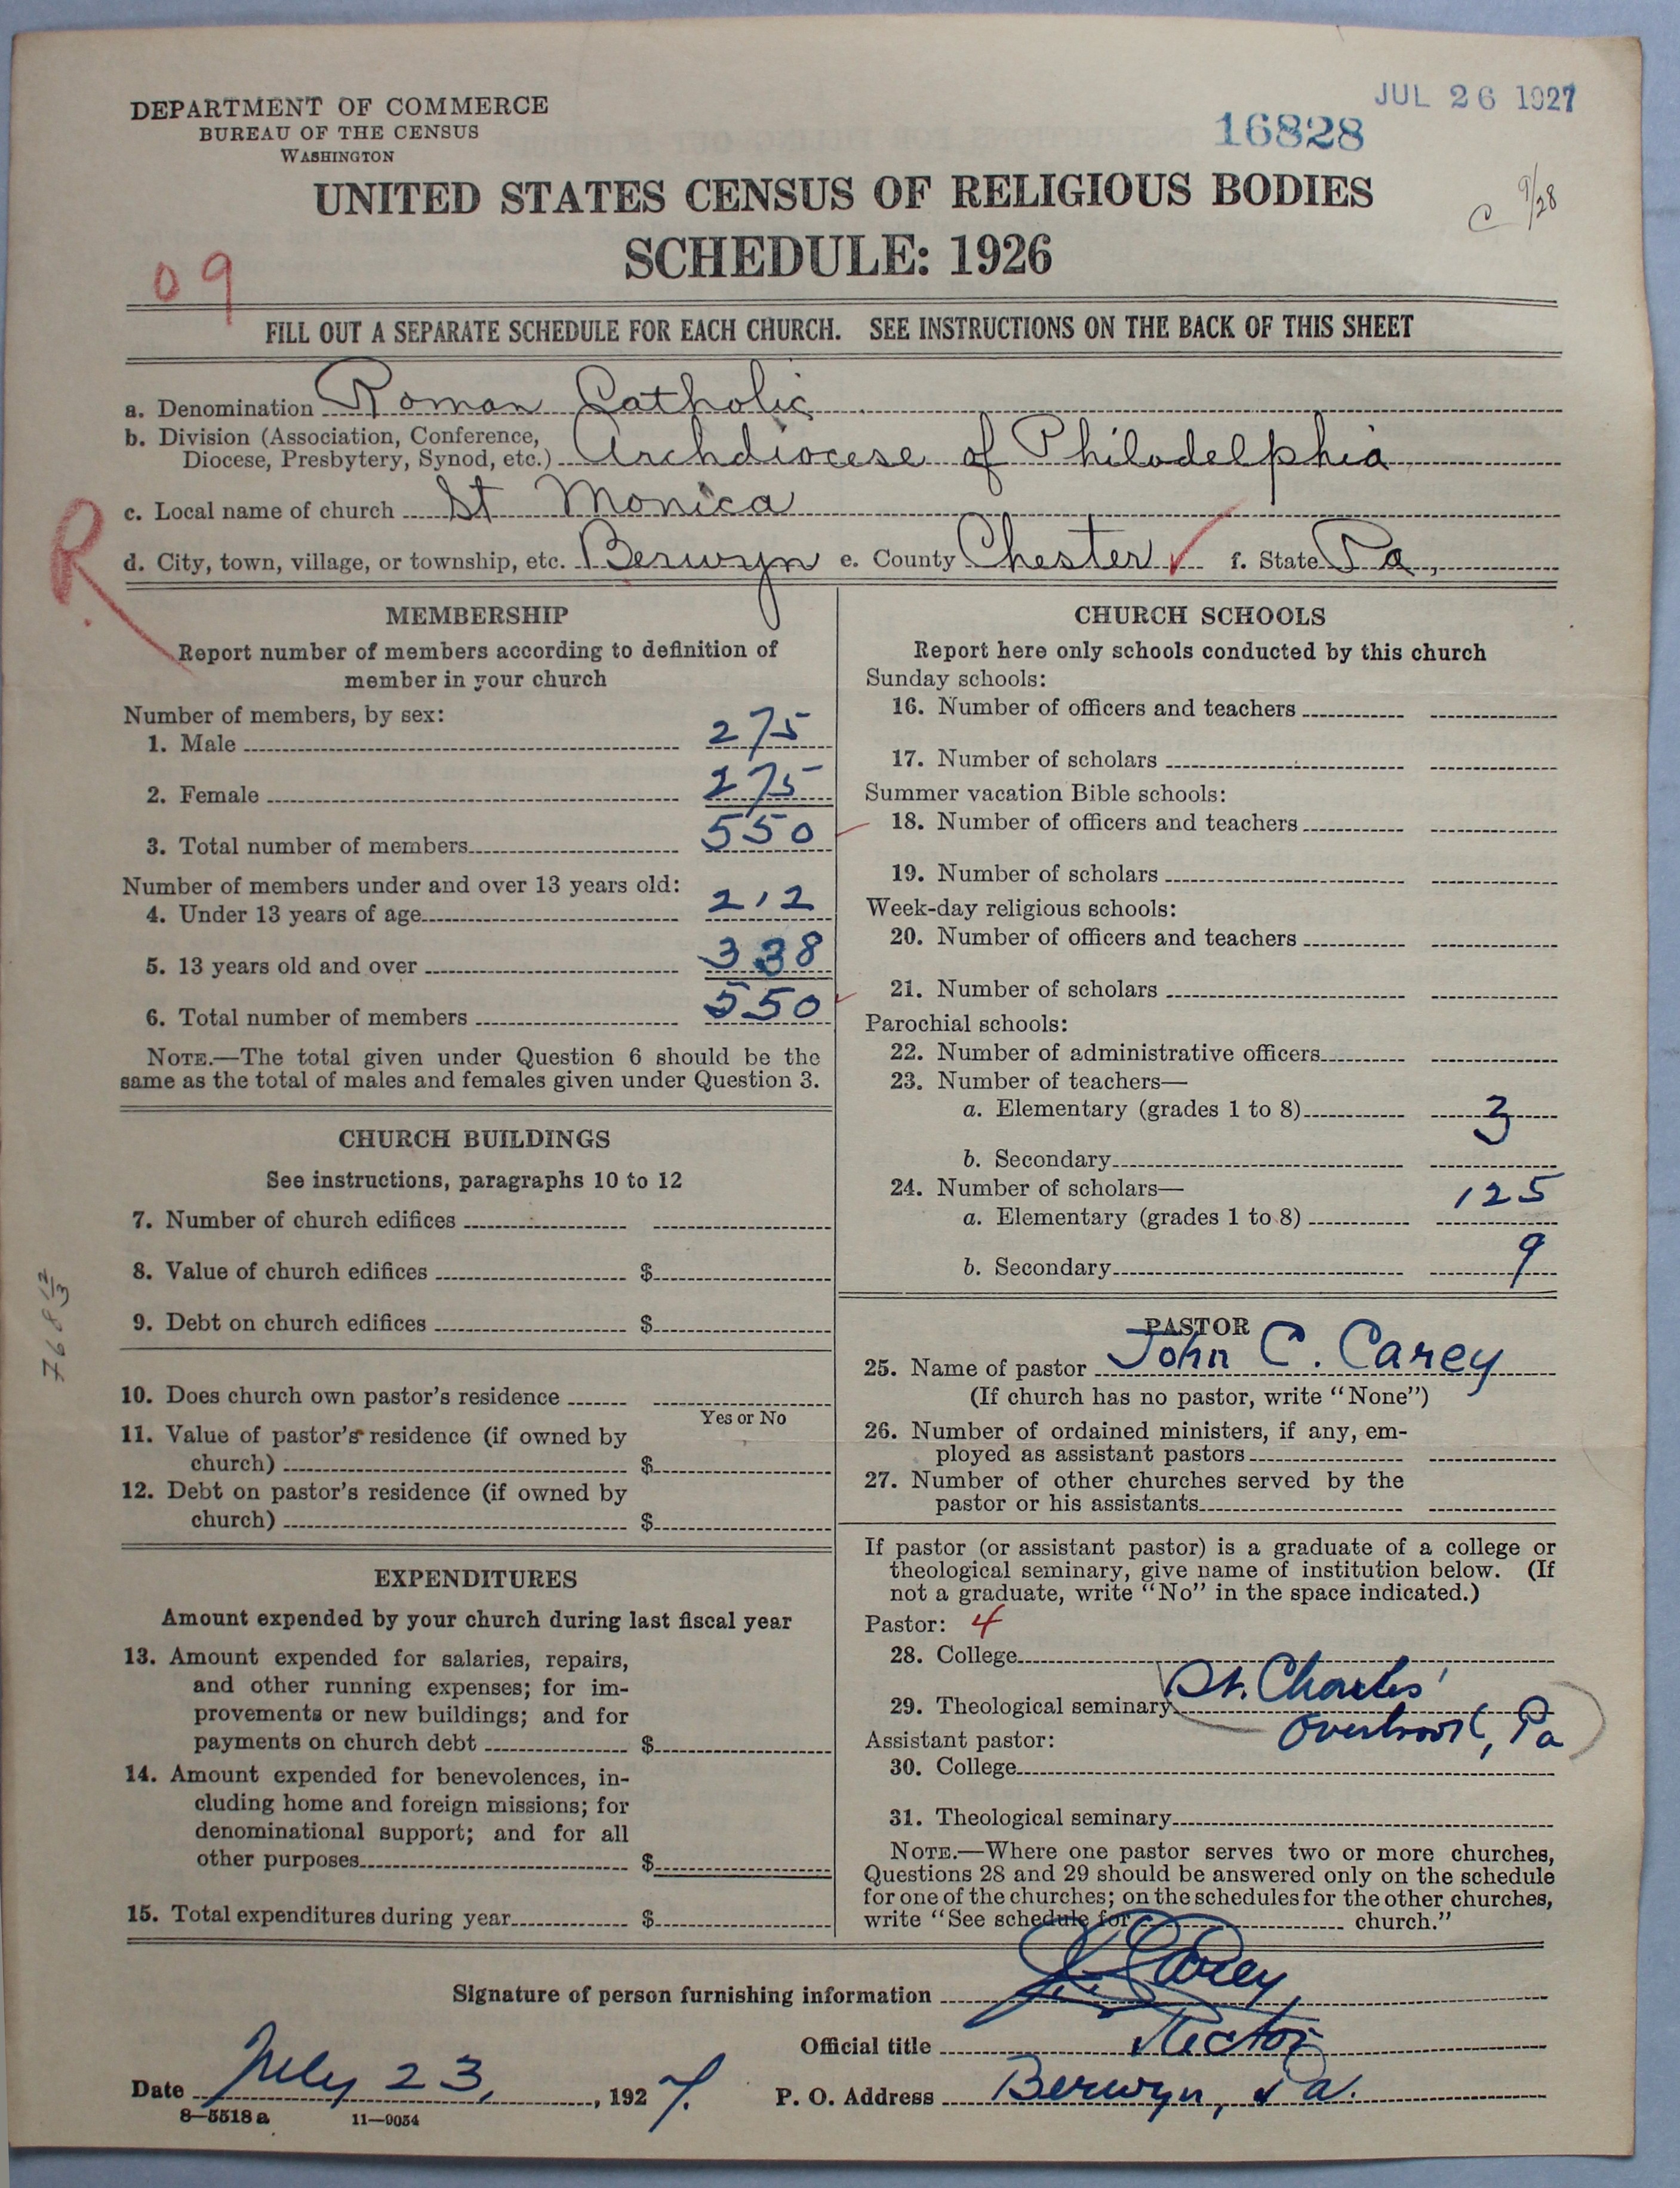 DEPARTMENT OF COMMERCE
BUREAU OF THE CENSUS
WASHINGTON
JUL 26 1927
16828
UNITED STATES CENSUS OF RELIGIOUS BODIES
C 9/28
SCHEDULE: 1926
09
FILL OUT A SEPARATE SCHEDULE FOR EACH CHURCH. SEE INSTRUCTIONS ON THE BACK OF THIS SHEET
a. Denomination Roman Catholic
b. Division (Association, Conference,
Diocese, Presbytery, Synod, etc.) Archdiocese of Philadelphia
c. Local name of church St Monica
R
d. City, town, village, or township, etc. Berwyn e. County Chester ✓ f. State Pa,
MEMBERSHIP
Report number of members according to definition of
member in your church
Number of members, by sex:
1. Male 275
2. Female 275
3. Total number of members 550
Number of members under and over 13 years old:
4. Under 13 years of age 212
5. 13 years old and over 338
6. Total number of members 550
NOTE.—The total given under Question 6 should be the
same as the total of males and females given under Question 3.
CHURCH BUILDINGS
See instructions, paragraphs 10 to 12
7. Number of church edifices
8. Value of church edifices $
9. Debt on church edifices $
768 12/3
10. Does church own pastor's residence
Yes or No
11. Value of pastor's residence (if owned by
church) $
12. Debt on pastor's residence (if owned by
church) $
EXPENDITURES
Amount expended by your church during last fiscal year
13. Amount expended for salaries, repairs,
and other running expenses; for im-
provements or new buildings; and for
payments on church debt $
14. Amount expended for benevolences, in-
cluding home and foreign missions; for
denominational support; and for all
other purposes $
15. Total expenditures during year $
CHURCH SCHOOLS
Report here only schools conducted by this church
Sunday schools:
16. Number of officers and teachers
17. Number of scholars
Summer vacation Bible schools:
18. Number of officers and teachers
19. Number of scholars
Week-day religious schools:
20. Number of officers and teachers
21. Number of scholars
Parochial schools:
22. Number of administrative officers
23. Number of teachers—
a. Elementary (grades 1 to 8) 3
b. Secondary
24. Number of scholars—
a. Elementary (grades 1 to 8) 125
b. Secondary 9
PASTOR
25. Name of pastor John C. Carey
(If church has no pastor, write "None")
26. Number of ordained ministers, if any, em-
ployed as assistant pastors
27. Number of other churches served by the
pastor or his assistants
If pastor (or assistant pastor) is a graduate of a college or
theological seminary, give name of institution below. (If
not a graduate, write "No" in the space indicated.)
Pastor: 4
28. College
29. Theological seminary St. Charles'
Overbrook, Pa
Assistant pastor:
30. College
31. Theological seminary
NOTE.—Where one pastor serves two or more churches,
Questions 28 and 29 should be answered only on the schedule
for one of the churches; on the schedules for the other churches,
write "See schedule for church."
Signature of person furnishing information J. C. Carey
Official title Rector
Date July 23, 1927. P. O. Address Berwyn, Pa.
8—5518 a 11—9054